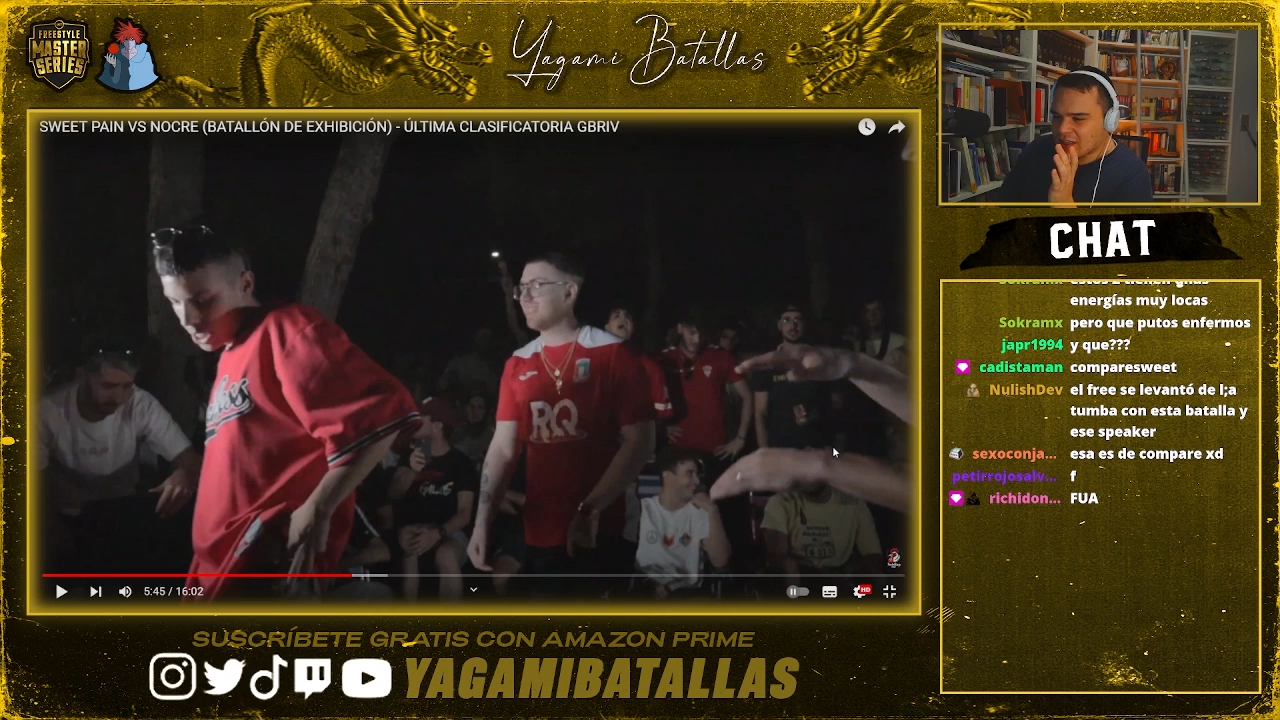 FREESTYLE
MASTER
SERIES
Yagami Batallas
SWEET PAIN VS NOCRE (BATALLÓN DE EXHIBICIÓN) - ÚLTIMA CLASIFICATORIA GBRIV
RQ
5:45 / 16:02
HD
CHAT
energías muy locas
Sokramx pero que putos enfermos
japr1994 y que???
cadistaman comparesweet
NulishDev el free se levantó de l;a
tumba con esta batalla y
ese speaker
sexoconja... esa es de compare xd
petirrojosalv... f
richidon... FUA
SUSCRÍBETE GRATIS CON AMAZON PRIME
YAGAMIBATALLAS